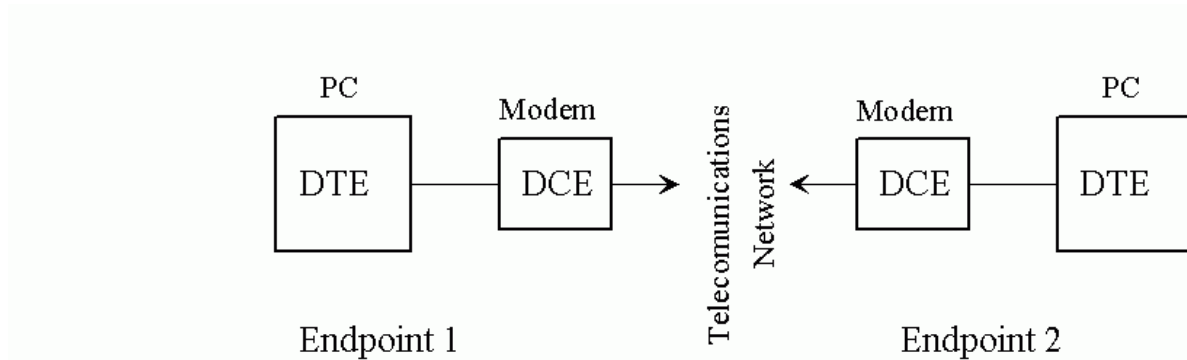 PC
Modem
DTE
DCE
Endpoint 1
Telecomunications
Network
Modem
PC
DCE
DTE
Endpoint 2